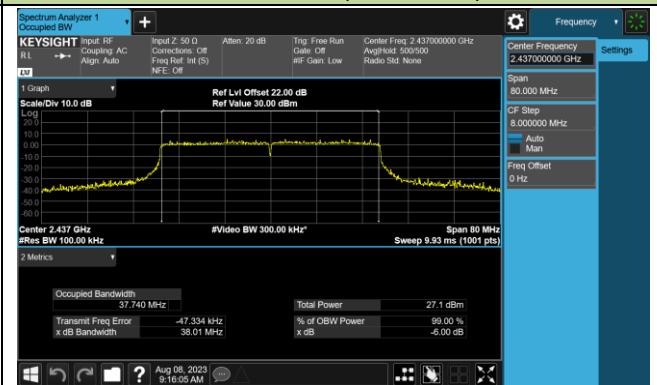 Spectrum Analyzer 1
Occupied BW
+
Frequency
KEYSIGHT
RL
LXI
Input: RF
Coupling: AC
Align: Auto
Input Z: 50 Ω
Corrections: Off
Freq Ref: Int (S)
NFE: Off
Atten: 20 dB
Trig: Free Run
Gate: Off
#IF Gain: Low
Center Freq: 2.437000000 GHz
Avg|Hold: 500/500
Radio Std: None
Center Frequency
2.437000000 GHz
Settings
Span
80.000 MHz
CF Step
8.000000 MHz
Auto
Man
Freq Offset
0 Hz
1 Graph
Scale/Div 10.0 dB
Ref Lvl Offset 22.00 dB
Ref Value 30.00 dBm
Log
20.0
10.0
0.00
-10.0
-20.0
-30.0
-40.0
-50.0
-60.0
Center 2.437 GHz
#Res BW 100.00 kHz
#Video BW 300.00 kHz*
Span 80 MHz
Sweep 9.93 ms (1001 pts)
2 Metrics
Occupied Bandwidth
37.740 MHz
Total Power 27.1 dBm
Transmit Freq Error -47.334 kHz
% of OBW Power 99.00 %
x dB Bandwidth 38.01 MHz
x dB -6.00 dB
?
Aug 08, 2023
9:16:05 AM